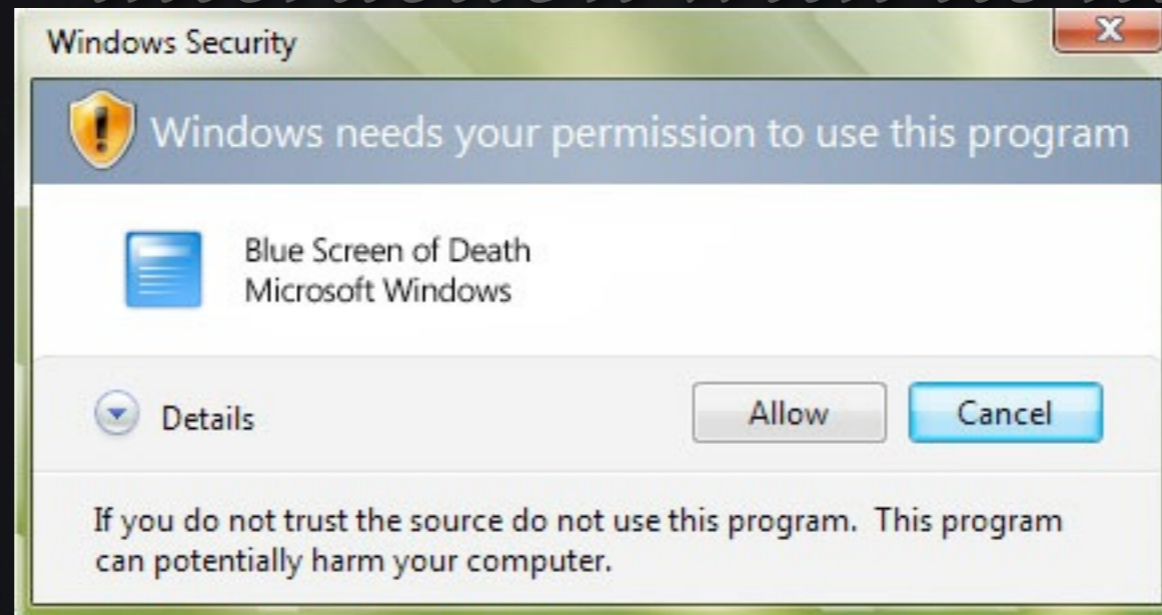 Windows Security
Windows needs your permission to use this program
Blue Screen of Death
Microsoft Windows
Details
Allow
Cancel
If you do not trust the source do not use this program. This program
can potentially harm your computer.